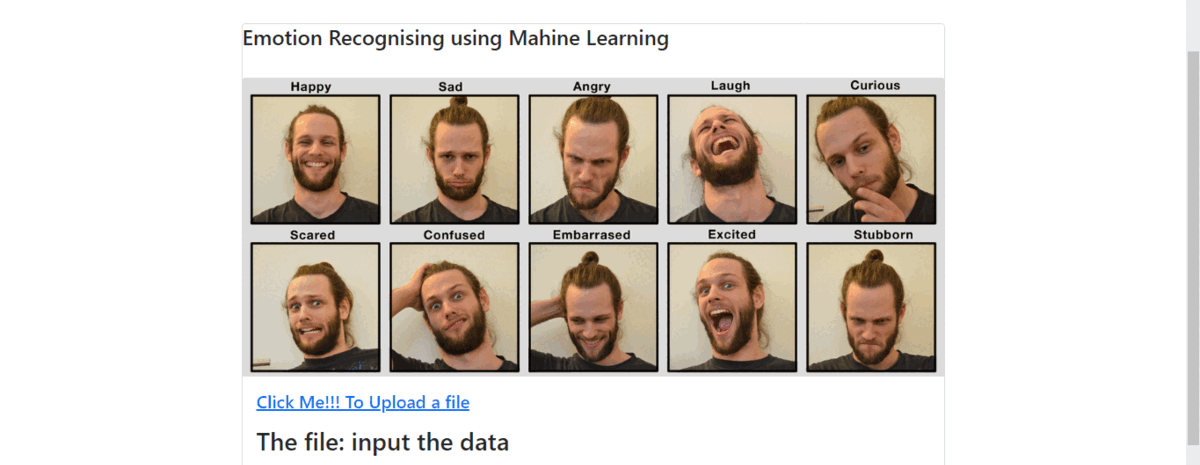 Emotion Recognising using Mahine Learning
Happy Sad Angry Laugh Curious
Scared Confused Embarrased Excited Stubborn
Click Me!!! To Upload a file
The file: input the data